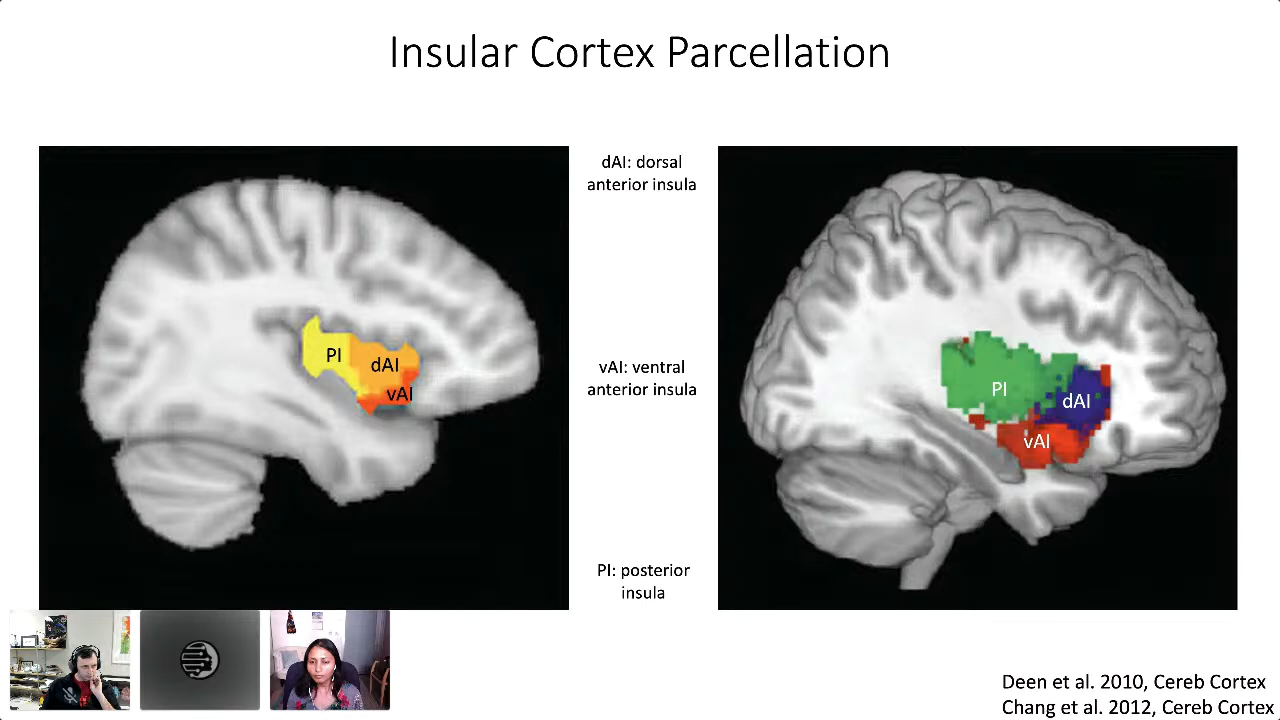 Insular Cortex Parcellation
dAI: dorsal
anterior insula
PI
dAI
vAI
vAI: ventral
anterior insula
PI
dAI
vAI
PI: posterior
insula
Deen et al. 2010, Cereb Cortex
Chang et al. 2012, Cereb Cortex